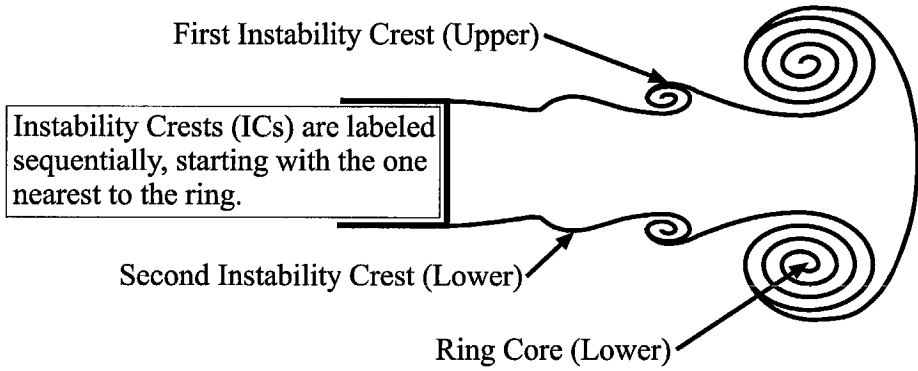 First Instability Crest (Upper)
Instability Crests (ICs) are labeled
sequentially, starting with the one
nearest to the ring.
Second Instability Crest (Lower)
Ring Core (Lower)